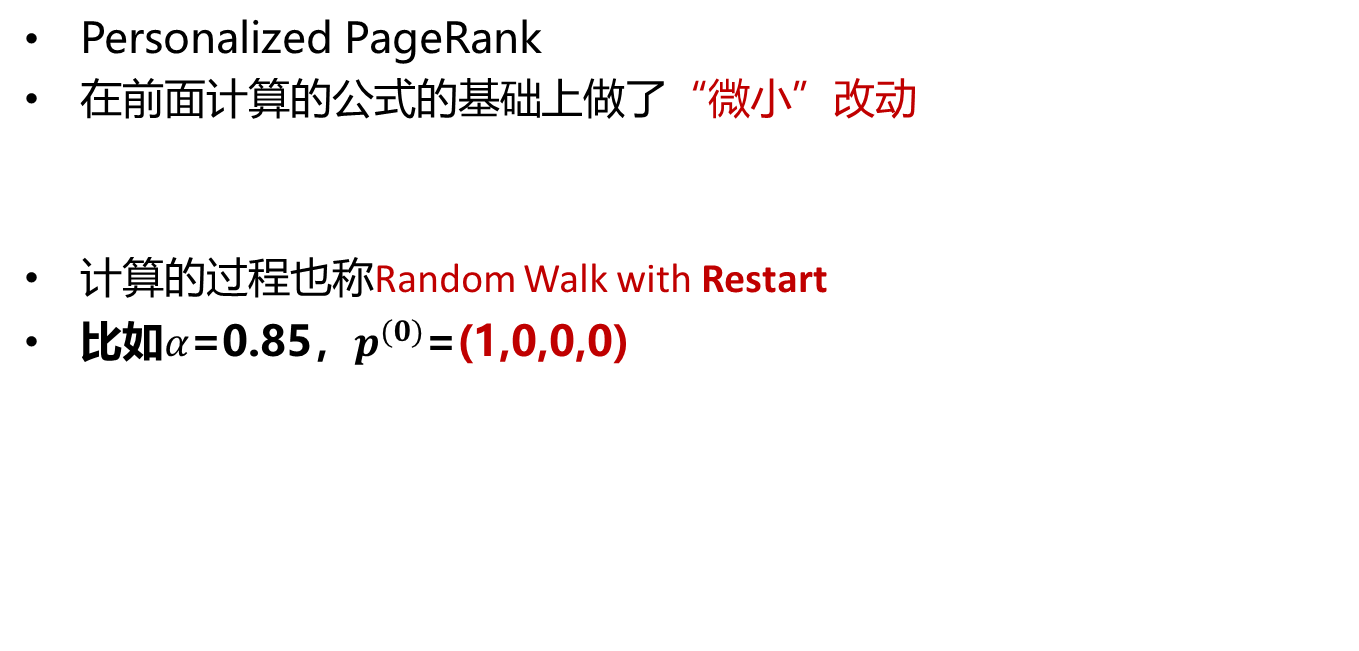 • Personalized PageRank
• 在前面计算的公式的基础上做了“微小”改动
• 计算的过程也称Random Walk with Restart
• 比如α=0.85，p⁽⁰⁾=(1,0,0,0)